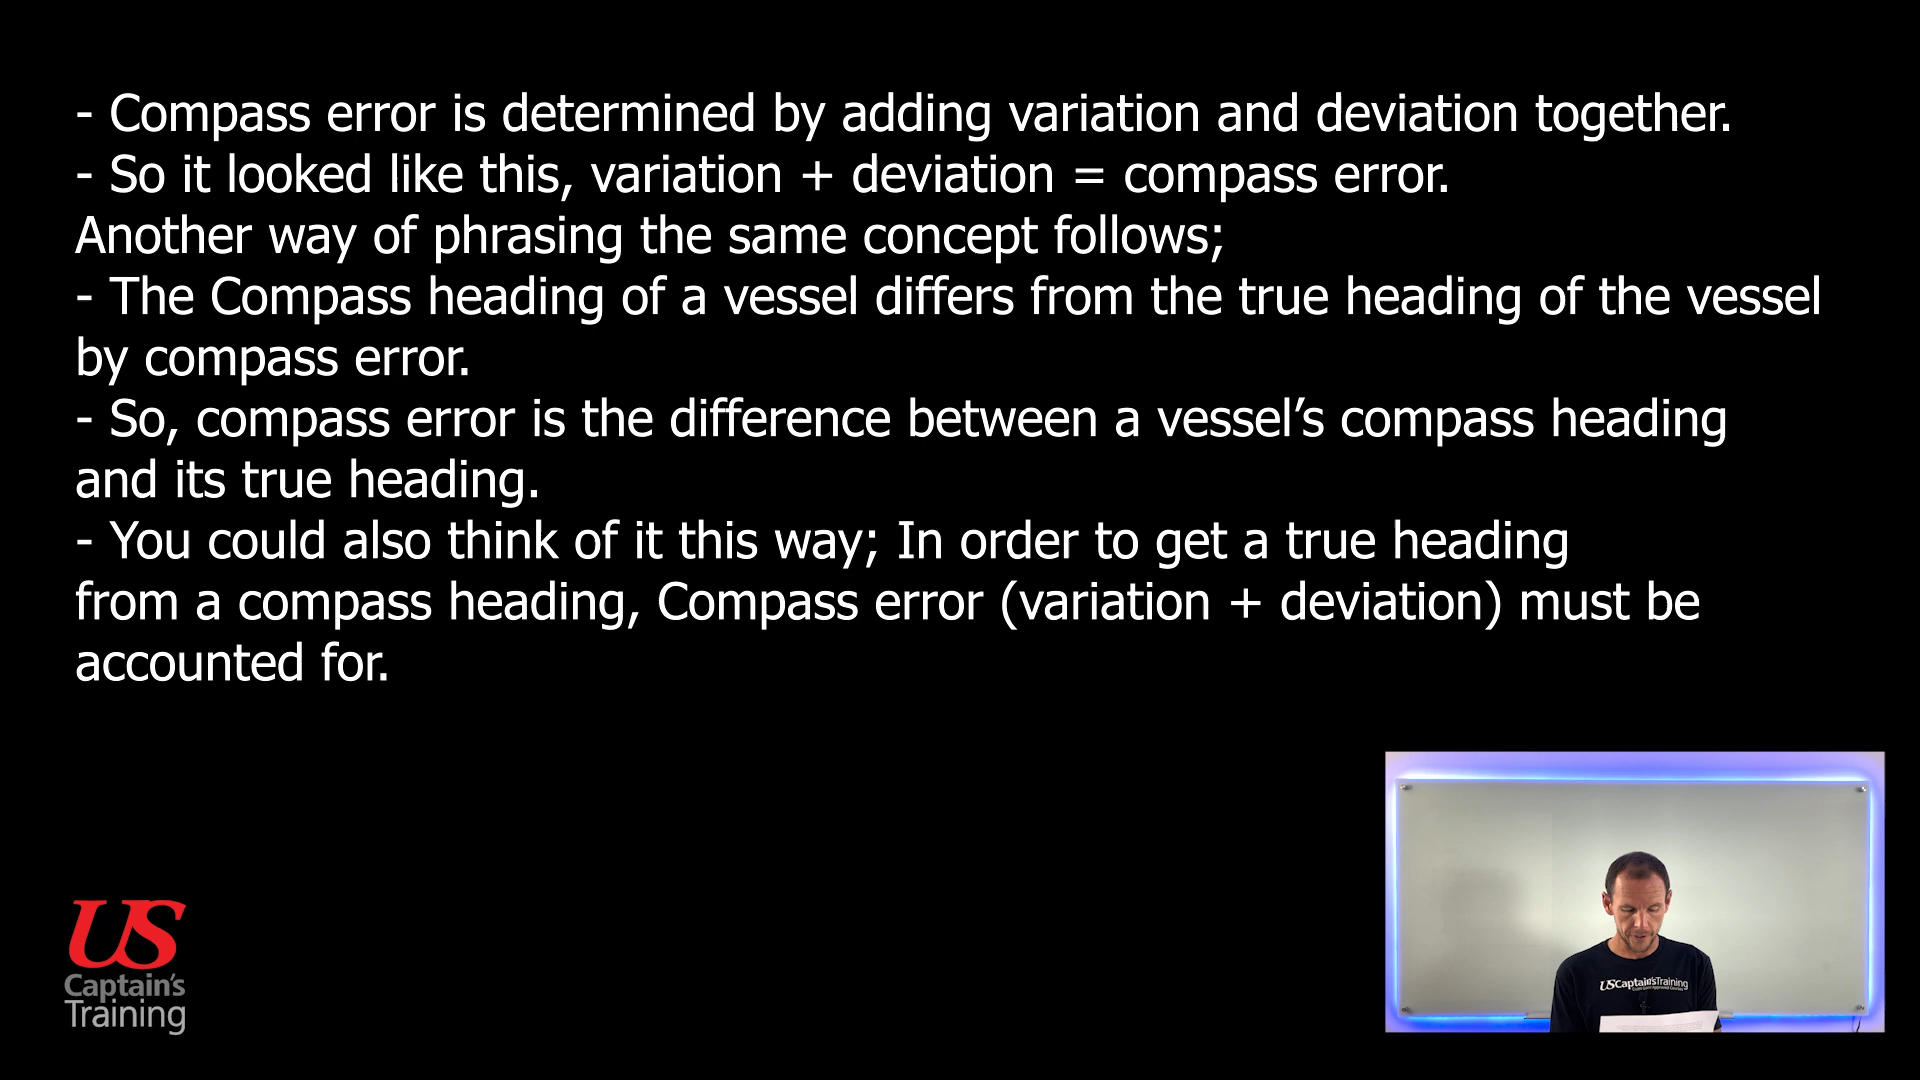 - Compass error is determined by adding variation and deviation together.
- So it looked like this, variation + deviation = compass error.
Another way of phrasing the same concept follows;
- The Compass heading of a vessel differs from the true heading of the vessel
by compass error.
- So, compass error is the difference between a vessel’s compass heading
and its true heading.
- You could also think of it this way; In order to get a true heading
from a compass heading, Compass error (variation + deviation) must be
accounted for.
US
Captain's
Training
USCaptain'sTraining